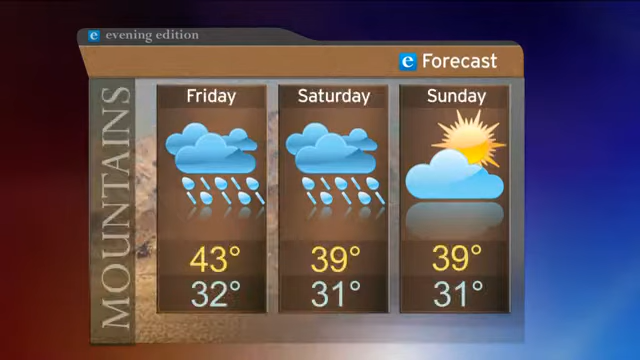 e evening edition
e Forecast
MOUNTAINS
Friday
Saturday
Sunday
43°
39°
39°
32°
31°
31°